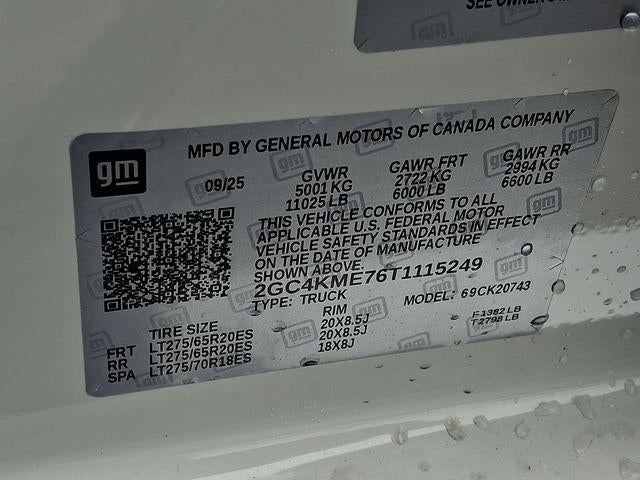 SEE OWNER'S
gm
MFD BY GENERAL MOTORS OF CANADA COMPANY
09/25
GVWR GAWR FRT GAWR RR
5001 KG 2722 KG 2994 KG
11025 LB 6000 LB 6600 LB
THIS VEHICLE CONFORMS TO ALL
APPLICABLE U.S. FEDERAL MOTOR
VEHICLE SAFETY STANDARDS IN EFFECT
ON THE DATE OF MANUFACTURE
SHOWN ABOVE.
2GC4KME76T1115249
TYPE: TRUCK MODEL: 69CK20743
TIRE SIZE RIM
FRT LT275/65R20ES 20X8.5J F1382 LB
RR LT275/65R20ES 20X8.5J T2798 LB
SPA LT275/70R18ES 18X8J